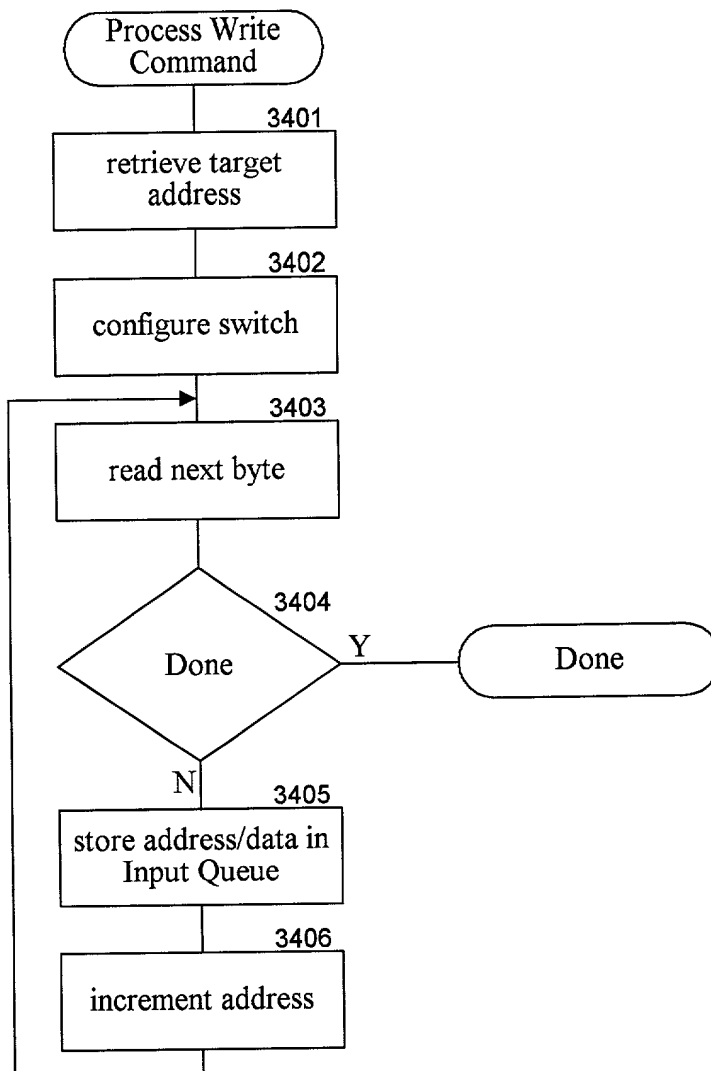 Process Write
Command
3401
retrieve target
address
3402
configure switch
3403
read next byte
3404
Done
Y
Done
N
3405
store address/data in
Input Queue
3406
increment address